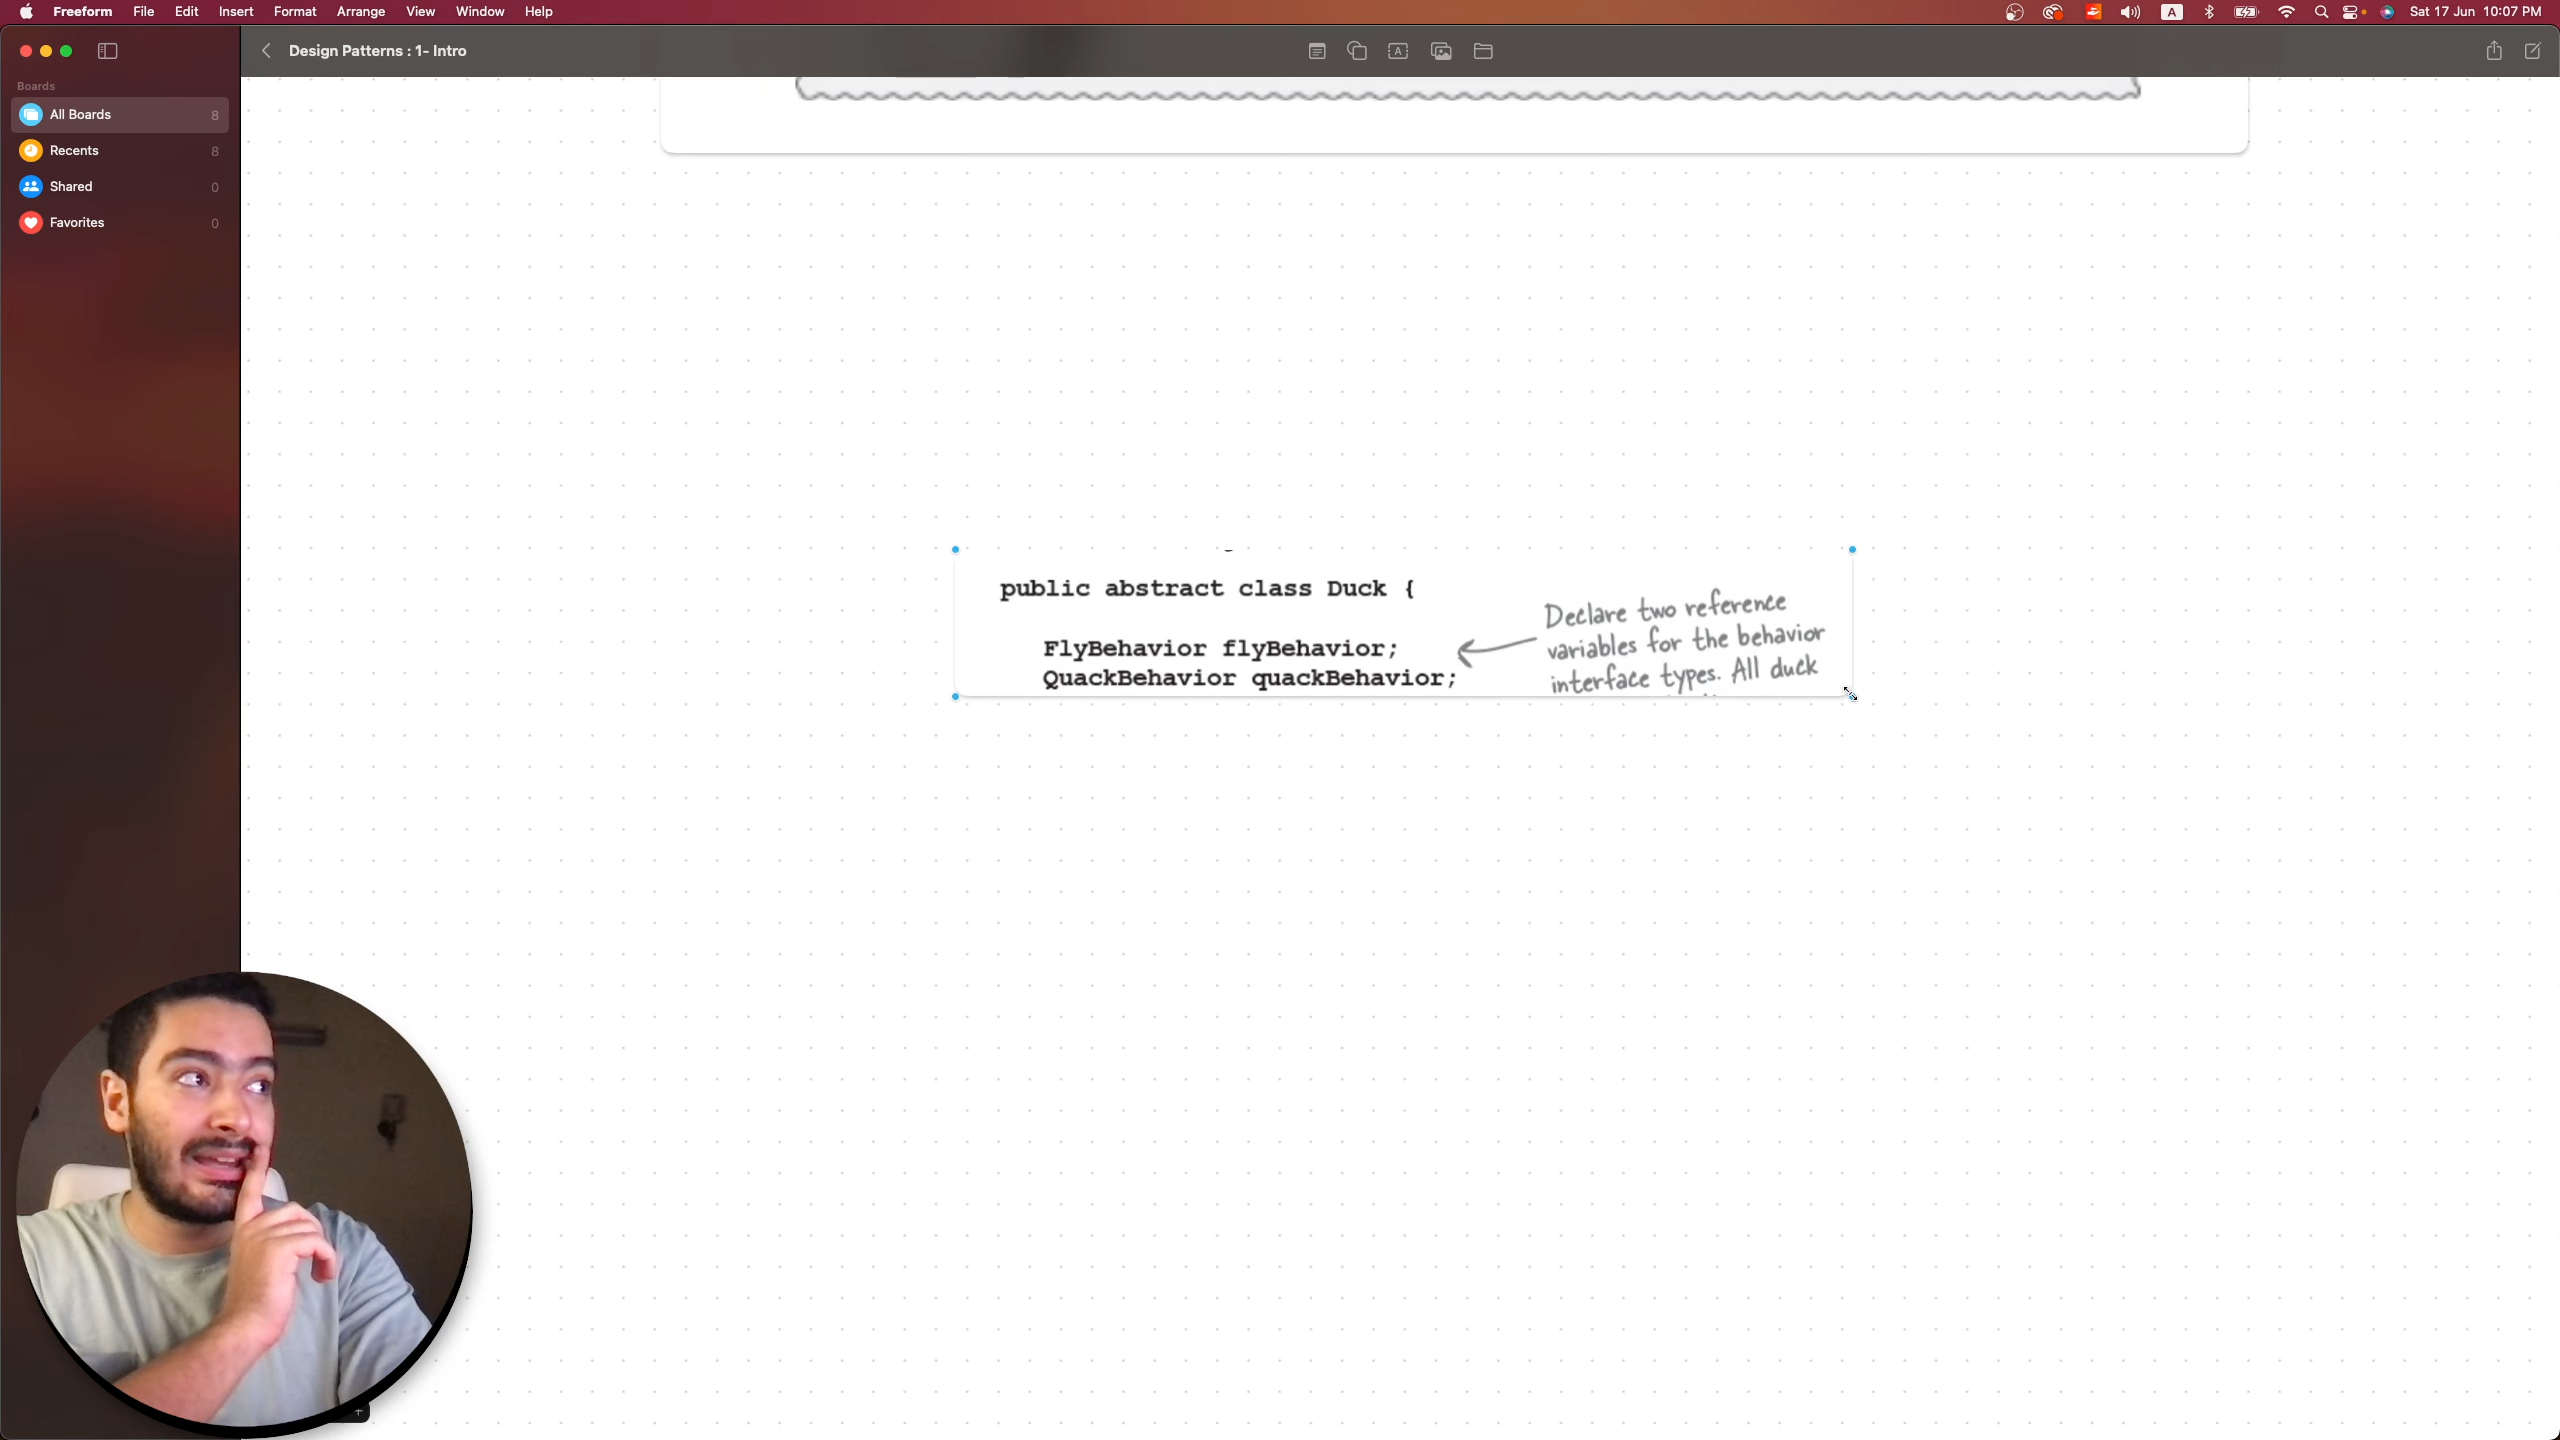 Freeform File Edit Insert Format Arrange View Window Help
A
Sat 17 Jun 10:07 PM
Design Patterns : 1- Intro
A
Boards
All Boards 8
Recents 8
Shared 0
Favorites 0
public abstract class Duck {
FlyBehavior flyBehavior;
QuackBehavior quackBehavior;
Declare two reference
variables for the behavior
interface types. All duck